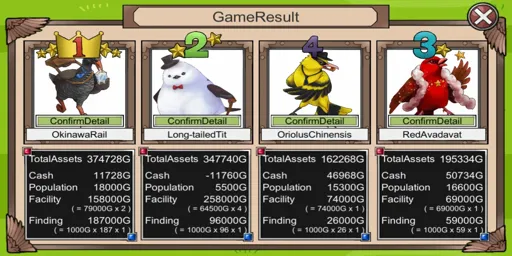 GameResult
1
2
4
3
ConfirmDetail
OkinawaRail
TotalAssets 374728G
Cash 11728G
Population 18000G
Facility 158000G
( = 79000G x 2 )
Finding 187000G
( = 1000G x 187 x 1 )
ConfirmDetail
Long-tailedTit
TotalAssets 347740G
Cash -11760G
Population 5500G
Facility 258000G
( = 64500G x 4 )
Finding 96000G
( = 1000G x 96 x 1 )
ConfirmDetail
OriolusChinensis
TotalAssets 162268G
Cash 46968G
Population 15300G
Facility 74000G
( = 74000G x 1 )
Finding 26000G
( = 1000G x 26 x 1 )
ConfirmDetail
RedAvadavat
TotalAssets 195334G
Cash 50734G
Population 16600G
Facility 69000G
( = 69000G x 1 )
Finding 59000G
( = 1000G x 59 x 1 )